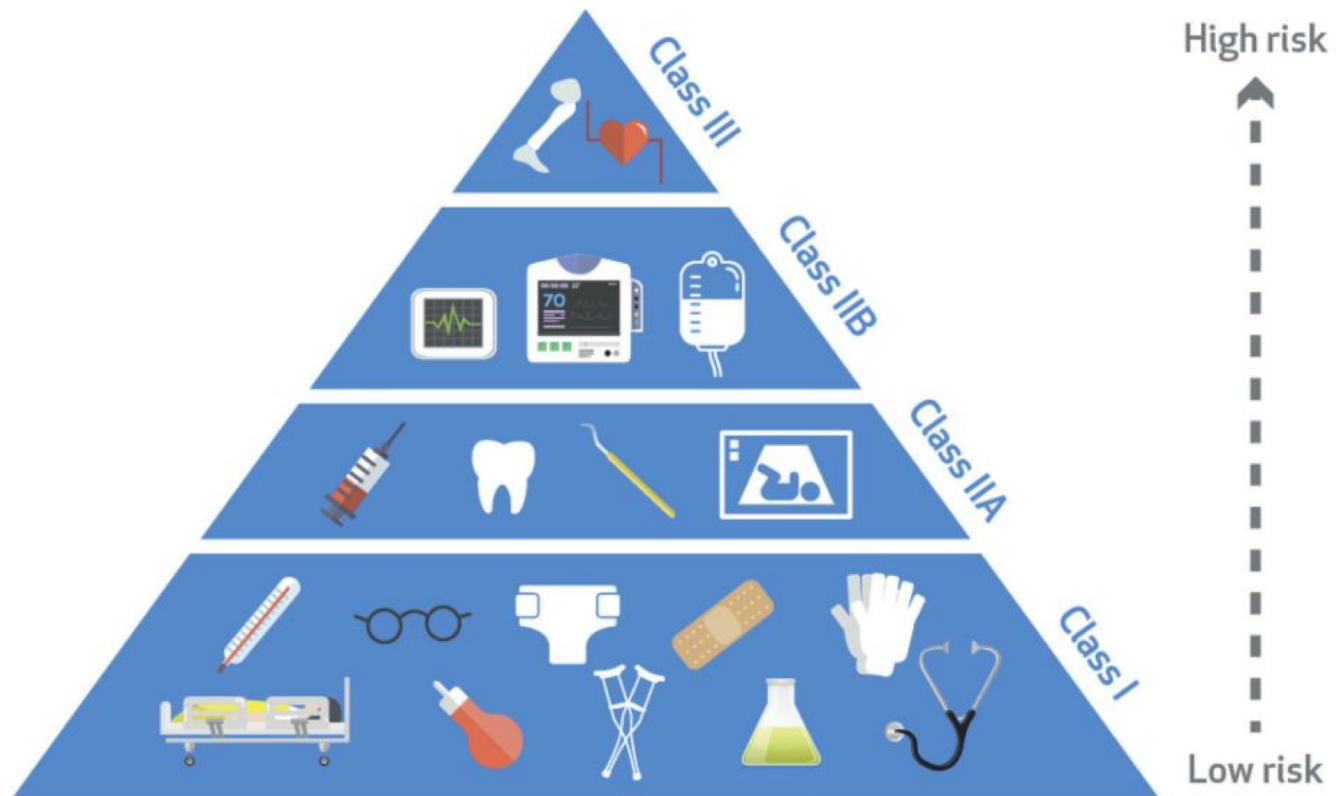 High risk
Class III
Class IIB
70
Class IIA
Class I
Low risk